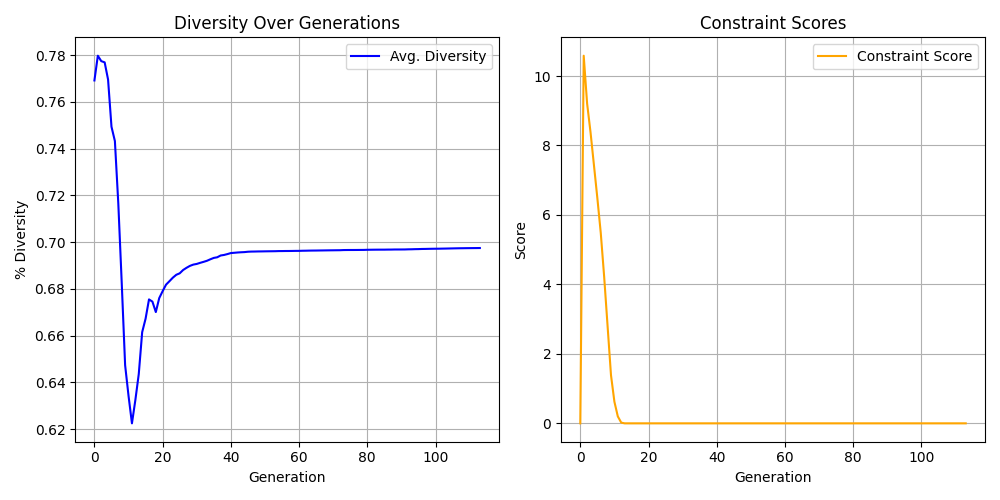 Diversity Over Generations
Avg. Diversity
% Diversity
0.78
0.76
0.74
0.72
0.70
0.68
0.66
0.64
0.62
0 20 40 60 80 100
Generation
Constraint Scores
Constraint Score
Score
10
8
6
4
2
0
0 20 40 60 80 100
Generation